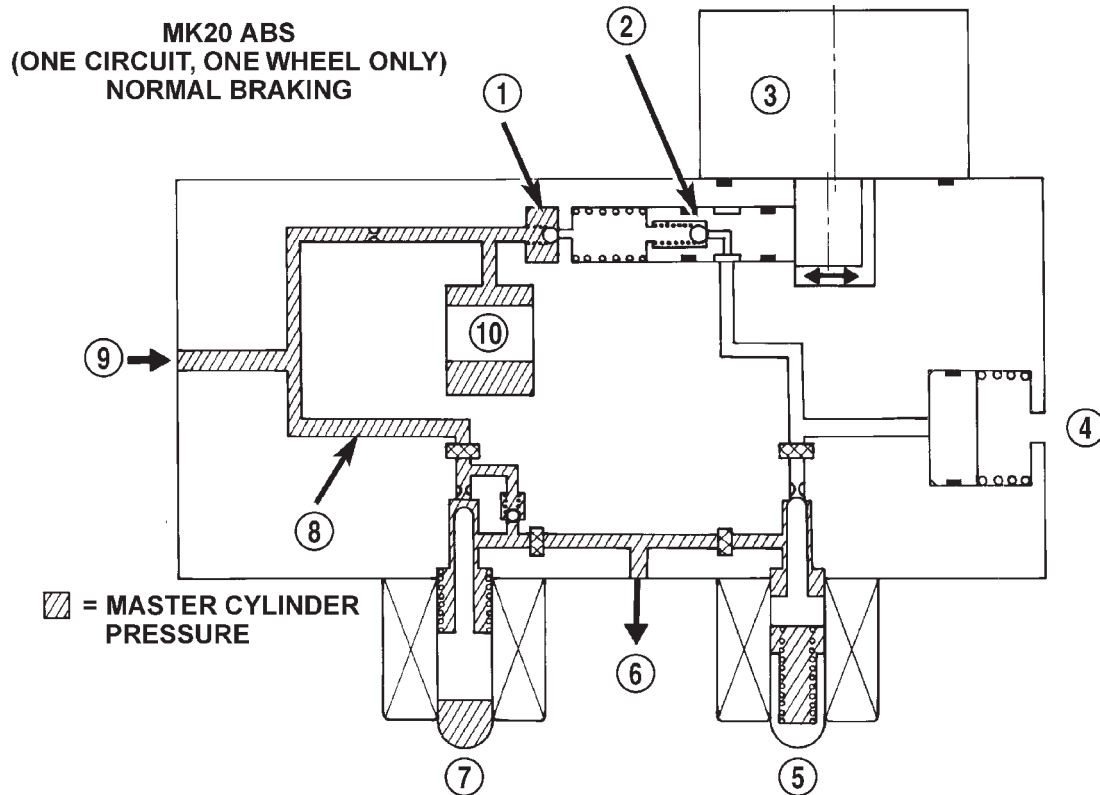 MK20 ABS
(ONE CIRCUIT, ONE WHEEL ONLY)
NORMAL BRAKING
2
1
3
9
10
4
8
= MASTER CYLINDER
PRESSURE
6
7
5